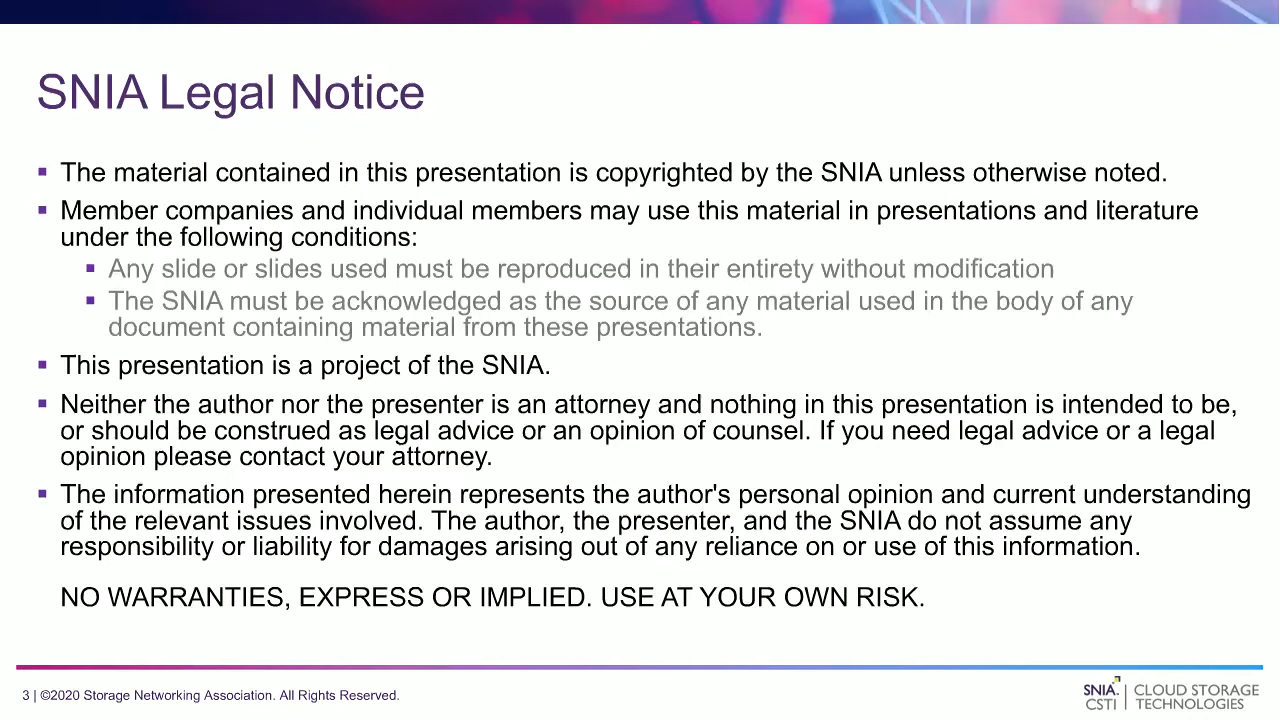 SNIA Legal Notice
▪ The material contained in this presentation is copyrighted by the SNIA unless otherwise noted.
▪ Member companies and individual members may use this material in presentations and literature
under the following conditions:
▪ Any slide or slides used must be reproduced in their entirety without modification
▪ The SNIA must be acknowledged as the source of any material used in the body of any
document containing material from these presentations.
▪ This presentation is a project of the SNIA.
▪ Neither the author nor the presenter is an attorney and nothing in this presentation is intended to be,
or should be construed as legal advice or an opinion of counsel. If you need legal advice or a legal
opinion please contact your attorney.
▪ The information presented herein represents the author's personal opinion and current understanding
of the relevant issues involved. The author, the presenter, and the SNIA do not assume any
responsibility or liability for damages arising out of any reliance on or use of this information.
NO WARRANTIES, EXPRESS OR IMPLIED. USE AT YOUR OWN RISK.
3 | ©2020 Storage Networking Association. All Rights Reserved.
SNIA. | CLOUD STORAGE
CSTI | TECHNOLOGIES